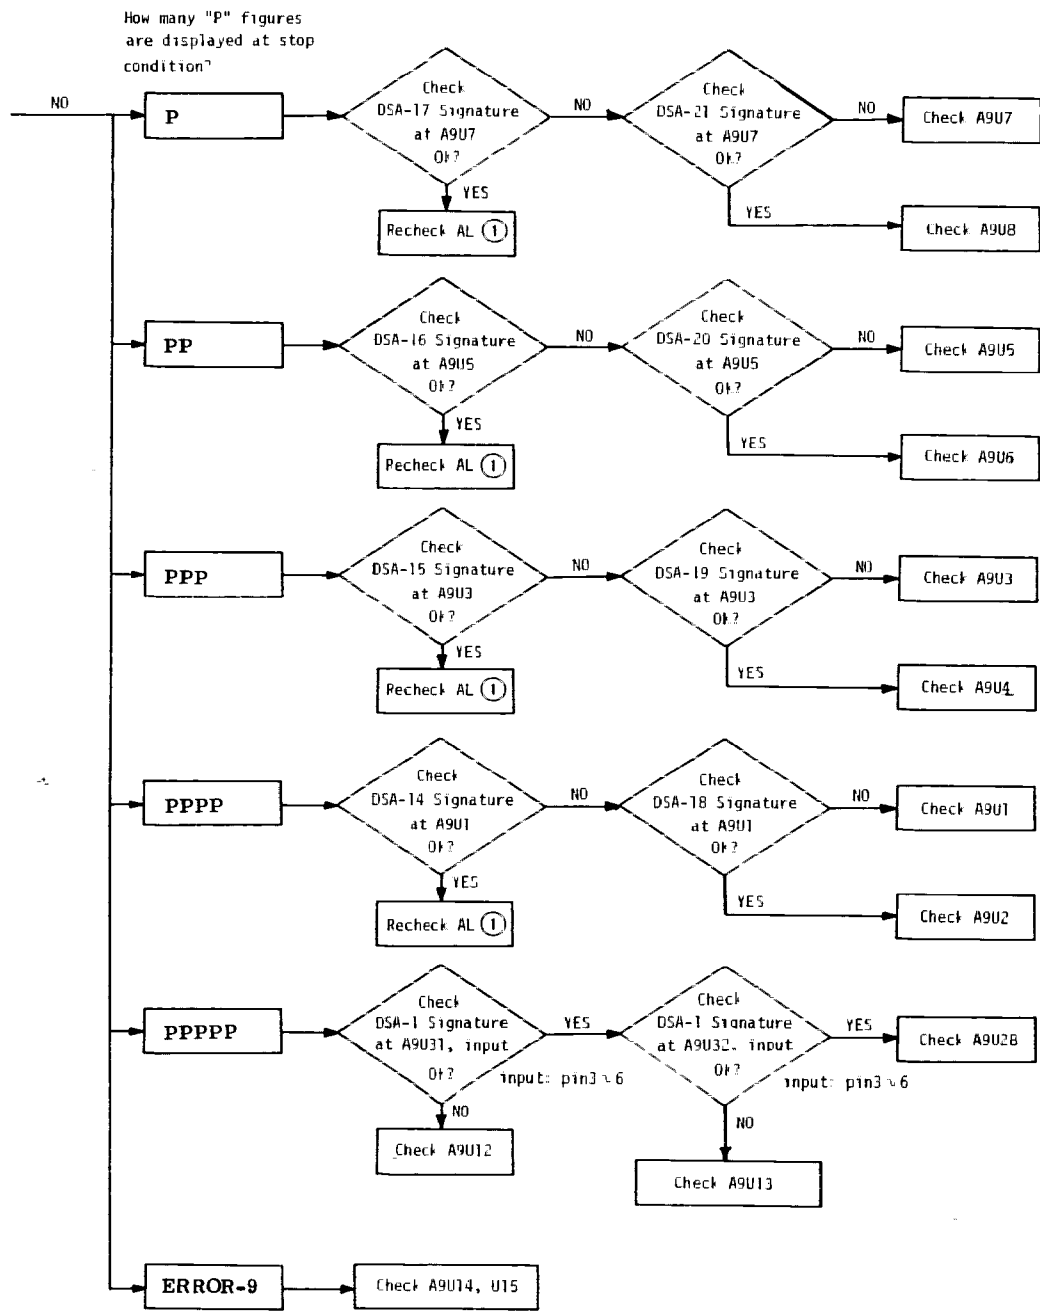 How many "P" figures
are displayed at stop
condition?
NO
P
Check
DSA-17 Signature
at A9U7
Ok?
NO
YES
Recheck AL 1
Check
DSA-21 Signature
at A9U7
Ok?
NO
Check A9U7
YES
Check A9U8
PP
Check
DSA-16 Signature
at A9U5
Ok?
NO
YES
Recheck AL 1
Check
DSA-20 Signature
at A9U5
Ok?
NO
Check A9U5
YES
Check A9U6
PPP
Check
DSA-15 Signature
at A9U3
Ok?
NO
YES
Recheck AL 1
Check
DSA-19 Signature
at A9U3
Ok?
NO
Check A9U3
YES
Check A9U4
PPPP
Check
DSA-14 Signature
at A9U1
Ok?
NO
YES
Recheck AL 1
Check
DSA-18 Signature
at A9U1
Ok?
NO
Check A9U1
YES
Check A9U2
PPPPP
Check
DSA-1 Signature
at A9U31, input
Ok?
input: pin3 ~ 6
YES
NO
Check A9U12
Check
DSA-1 Signature
at A9U32, input
Ok?
input: pin3 ~ 6
YES
Check A9U28
NO
Check A9U13
ERROR-9
Check A9U14, U15